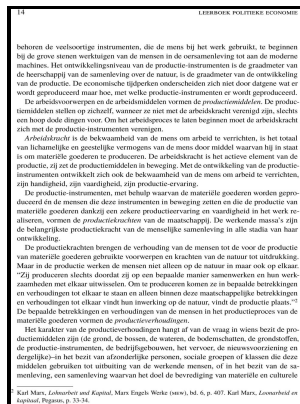 14 LEERBOEK POLITIEKE ECONOMIE
behoren de veelsoortige instrumenten, die de mens bij het werk gebruikt, te beginnen
bij de grove stenen werktuigen van de mensen in de oersamenleving tot aan de moderne
machines. Het ontwikkelingsniveau van de productie-instrumenten is de graadmeter van
de heerschappij van de samenleving over de natuur, is de graadmeter van de ontwikkeling
van de productie. De economische tijdperken onderscheiden zich niet door datgene wat er
wordt geproduceerd maar hoe, met welke productie-instrumenten er wordt geproduceerd.
De arbeidsvoorwerpen en de arbeidsmiddelen vormen de productiemiddelen. De produc-
tiemiddelen stellen op zichzelf, wanneer ze niet met de arbeidskracht verenigd zijn, slechts
een hoop dode dingen voor. Om het arbeidsproces te laten beginnen moet de arbeidskracht
zich met de productie-instrumenten verenigen.
Arbeidskracht is de bekwaamheid van de mens om arbeid te verrichten, is het totaal
van lichamelijke en geestelijke vermogens van de mens door middel waarvan hij in staat
is om materiële goederen te produceren. De arbeidskracht is het actieve element van de
productie, zij zet de productiemiddelen in beweging. Met de ontwikkeling van de productie-
instrumenten ontwikkelt zich ook de bekwaamheid van de mens om arbeid te verrichten,
zijn handigheid, zijn vaardigheid, zijn productie-ervaring.
De productie-instrumenten, met behulp waarvan de materiële goederen worden gepro-
duceerd én de mensen die deze instrumenten in beweging zetten en die de productie van
materiële goederen dankzij een zekere productieervaring en vaardigheid in het werk re-
aliseren, vormen de productiekrachten van de maatschappij. De werkende massa's zijn
de belangrijkste productiekracht van de menselijke samenleving in alle stadia van haar
ontwikkeling.
De productiekrachten brengen de verhouding van de mensen tot de voor de productie
van materiële goederen gebruikte voorwerpen en krachten van de natuur tot uitdrukking.
Maar in de productie werken de mensen niet alleen op de natuur in maar ook op elkaar.
"Zij produceren slechts doordat zij op een bepaalde manier samenwerken en hun werk-
zaamheden met elkaar uitwisselen. Om te produceren komen ze in bepaalde betrekkingen
en verhoudingen tot elkaar te staan en alleen binnen deze maatschappelijke betrekkingen
en verhoudingen tot elkaar vindt hun inwerking op de natuur, vindt de productie plaats."2
De bepaalde betrekkingen en verhoudingen van de mensen in het productieproces van de
materiële goederen vormen de productieverhoudingen.
Het karakter van de productieverhoudingen hangt af van de vraag in wiens bezit de pro-
ductiemiddelen zijn (de grond, de bossen, de wateren, de bodemschatten, de grondstoffen,
de productie-instrumenten, de bedrijfsgebouwen, het vervoer, de nieuwsvoorziening en
dergelijke)–in het bezit van afzonderlijke personen, sociale groepen of klassen die deze
middelen gebruiken tot uitbuiting van de werkende mensen, of in het bezit van de sa-
menleving, een samenleving waarvan het doel de bevrediging van materiële en culturele
2 Karl Marx, Lohnarbeit und Kapital, Marx Engels Werke (MEW), bd. 6, p. 407. Karl Marx, Loonarbeid en
kapitaal, Pegasus, p. 33-34.